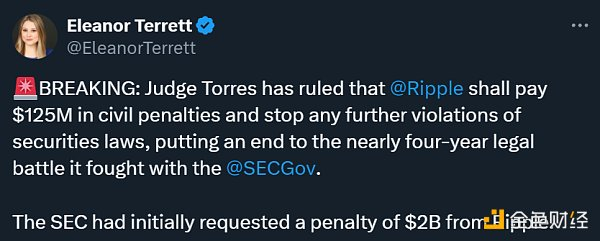 Eleanor Terrett
@EleanorTerrett
🚨BREAKING: Judge Torres has ruled that @Ripple shall pay
$125M in civil penalties and stop any further violations of
securities laws, putting an end to the nearly four-year legal
battle it fought with the @SECGov.
The SEC had initially requested a penalty of $2B from Ripple.
金色财经